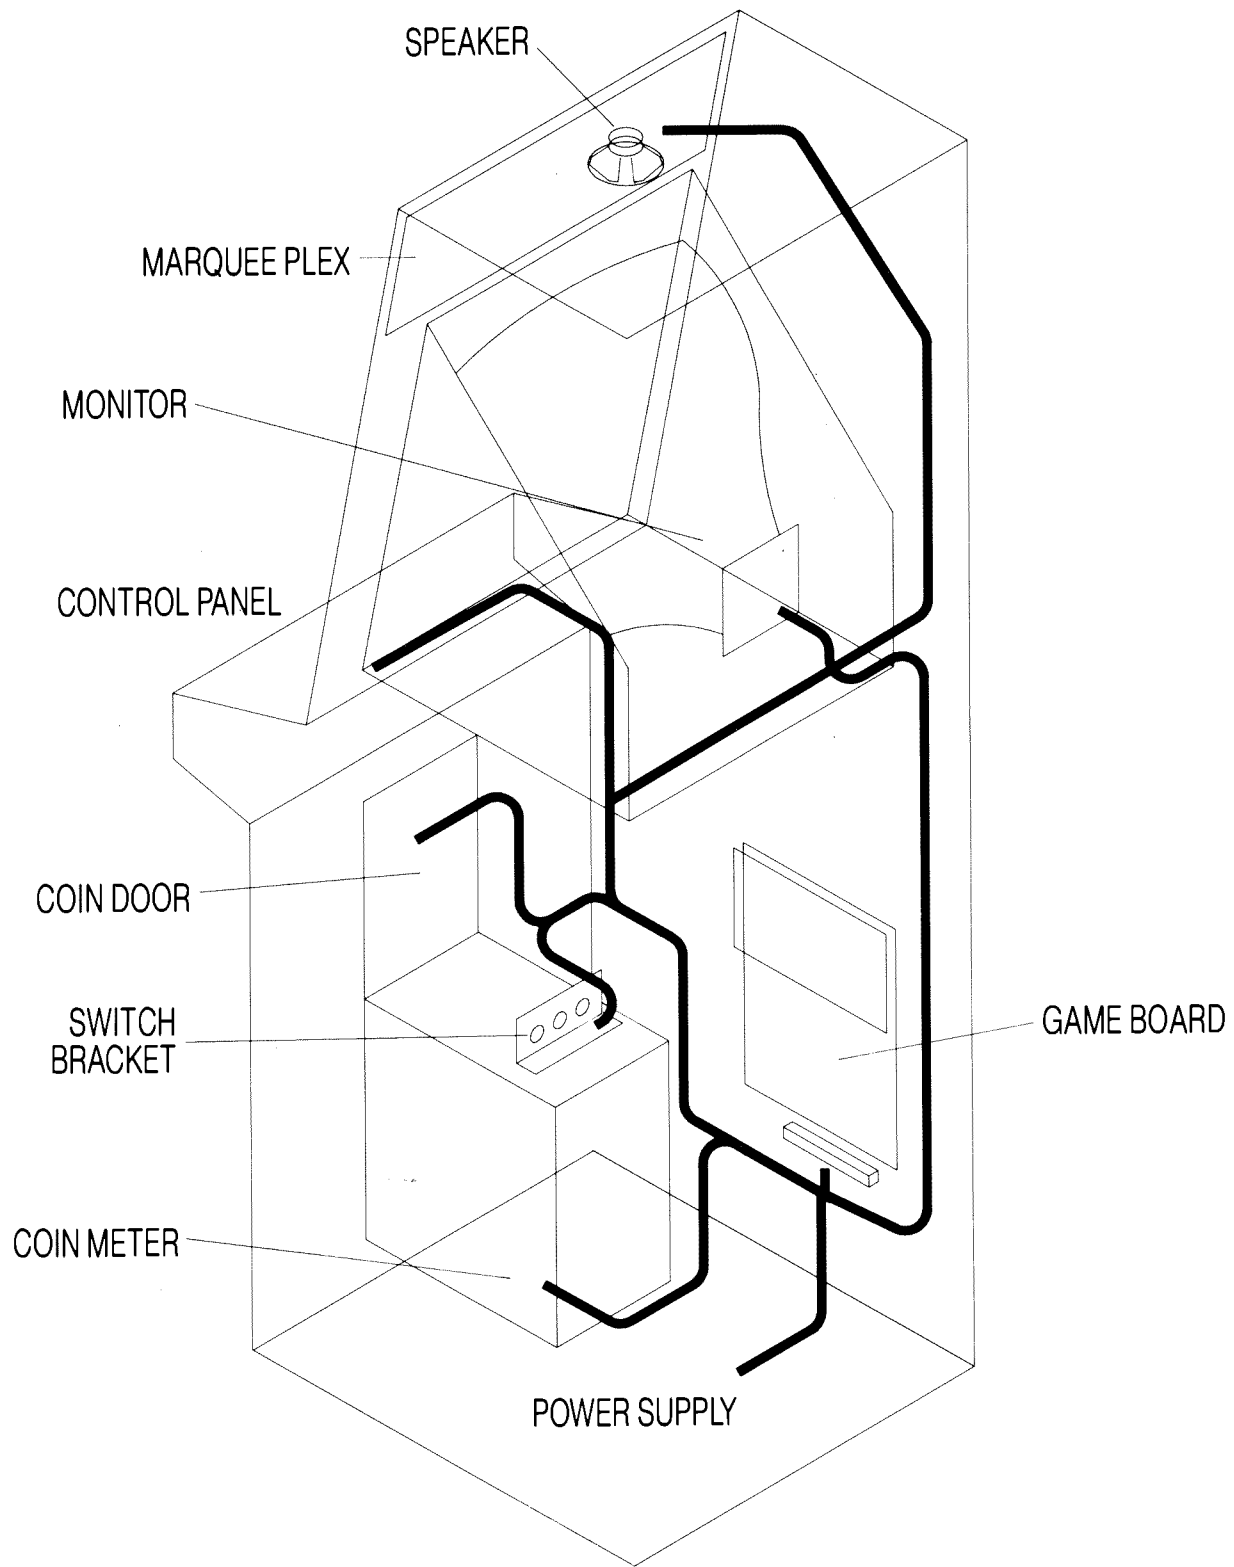 SPEAKER
MARQUEE PLEX
MONITOR
CONTROL PANEL
COIN DOOR
SWITCH
BRACKET
GAME BOARD
COIN METER
POWER SUPPLY